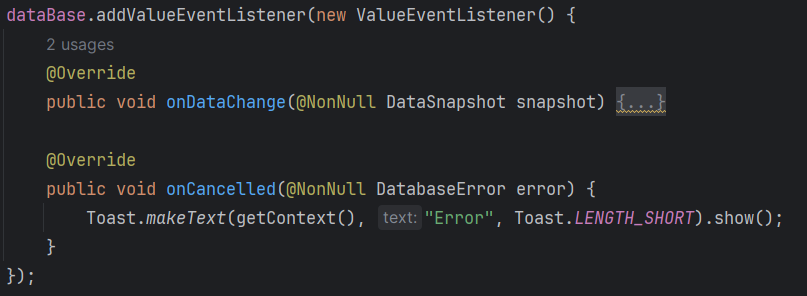 dataBase.addValueEventListener(new ValueEventListener() {
2 usages
@Override
public void onDataChange(@NonNull DataSnapshot snapshot) {...}
@Override
public void onCancelled(@NonNull DatabaseError error) {
Toast.makeText(getContext(), text: "Error", Toast.LENGTH_SHORT).show();
}
});